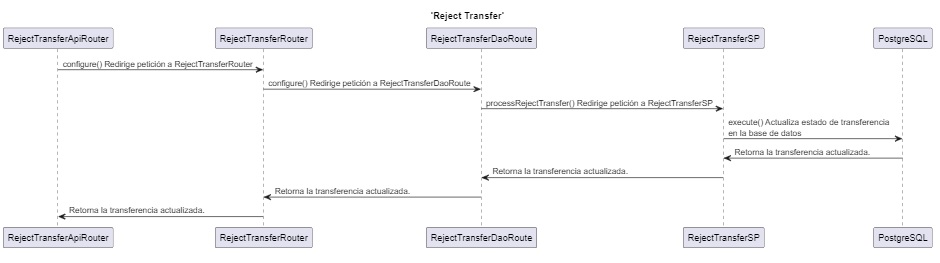 'Reject Transfer'
RejectTransferApiRouter RejectTransferRouter RejectTransferDaoRoute RejectTransferSP PostgreSQL
configure() Redirige petición a RejectTransferRouter
configure() Redirige petición a RejectTransferDaoRoute
processRejectTransfer() Redirige petición a RejectTransferSP
execute() Actualiza estado de transferencia
en la base de datos
Retorna la transferencia actualizada.
Retorna la transferencia actualizada.
Retorna la transferencia actualizada.
Retorna la transferencia actualizada.
RejectTransferApiRouter RejectTransferRouter RejectTransferDaoRoute RejectTransferSP PostgreSQL